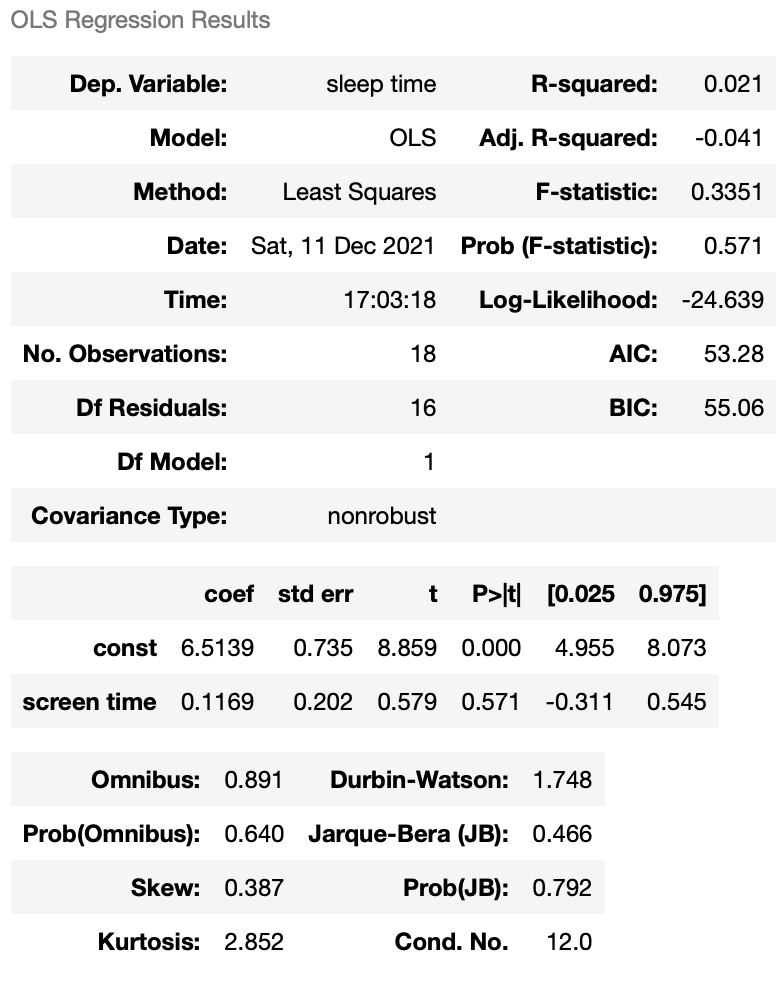 OLS Regression Results
Dep. Variable: sleep time R-squared: 0.021
Model: OLS Adj. R-squared: -0.041
Method: Least Squares F-statistic: 0.3351
Date: Sat, 11 Dec 2021 Prob (F-statistic): 0.571
Time: 17:03:18 Log-Likelihood: -24.639
No. Observations: 18 AIC: 53.28
Df Residuals: 16 BIC: 55.06
Df Model: 1
Covariance Type: nonrobust
coef std err t P>|t| [0.025 0.975]
const 6.5139 0.735 8.859 0.000 4.955 8.073
screen time 0.1169 0.202 0.579 0.571 -0.311 0.545
Omnibus: 0.891 Durbin-Watson: 1.748
Prob(Omnibus): 0.640 Jarque-Bera (JB): 0.466
Skew: 0.387 Prob(JB): 0.792
Kurtosis: 2.852 Cond. No. 12.0